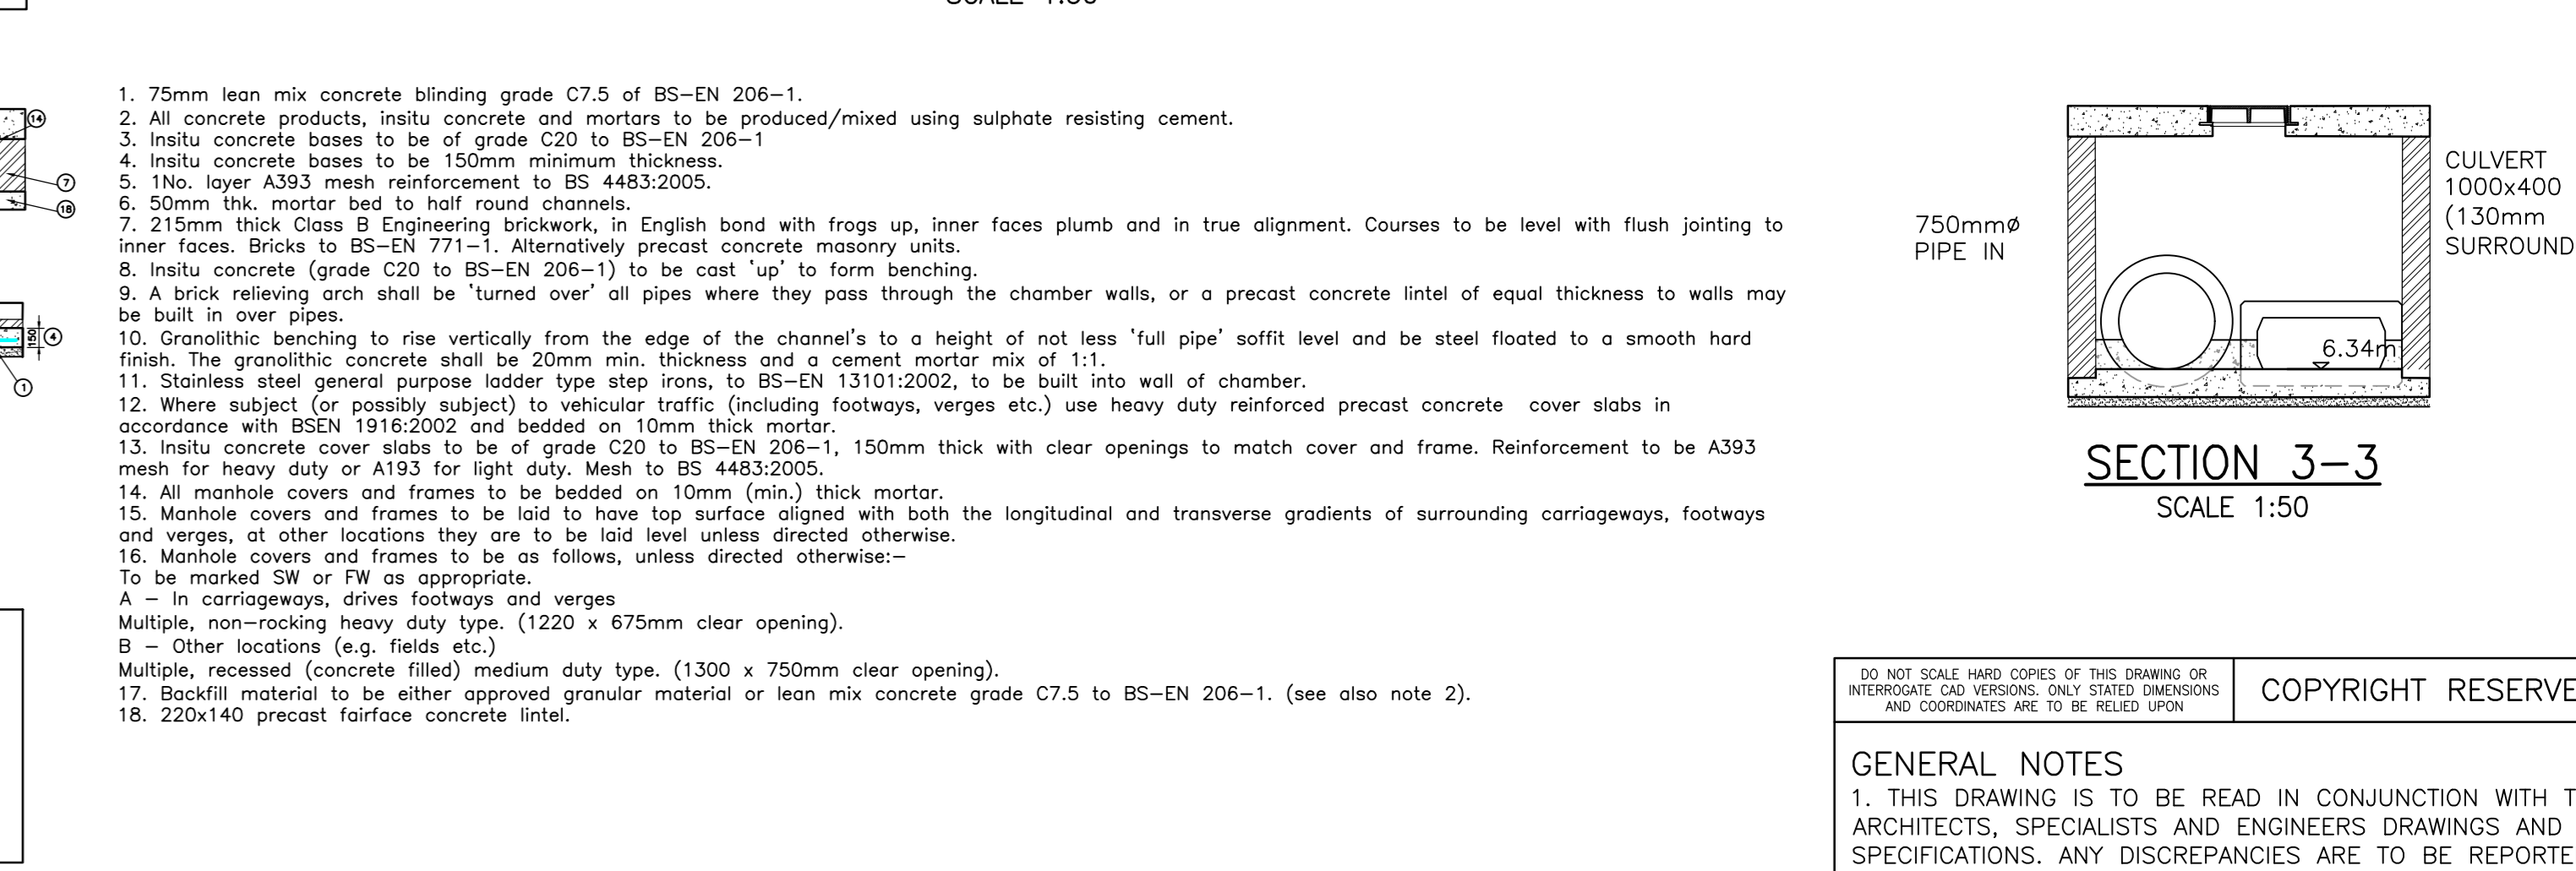 1. 75mm lean mix concrete blinding grade C7.5 of BS-EN 206-1.
2. All concrete products, insitu concrete and mortars to be produced/mixed using sulphate resisting cement.
3. Insitu concrete bases to be of grade C20 to BS-EN 206-1
4. Insitu concrete bases to be 150mm minimum thickness.
5. 1No. layer A393 mesh reinforcement to BS 4483:2005.
6. 50mm thk. mortar bed to half round channels.
7. 215mm thick Class B Engineering brickwork, in English bond with frogs up, inner faces plumb and in true alignment. Courses to be level with flush jointing to
inner faces. Bricks to BS-EN 771-1. Alternatively precast concrete masonry units.
8. Insitu concrete (grade C20 to BS-EN 206-1) to be cast 'up' to form benching.
9. A brick relieving arch shall be 'turned over' all pipes where they pass through the chamber walls, or a precast concrete lintel of equal thickness to walls may
be built in over pipes.
10. Granolithic benching to rise vertically from the edge of the channel's to a height of not less 'full pipe' soffit level and be steel floated to a smooth hard
finish. The granolithic concrete shall be 20mm min. thickness and a cement mortar mix of 1:1.
11. Stainless steel general purpose ladder type step irons, to BS-EN 13101:2002, to be built into wall of chamber.
12. Where subject (or possibly subject) to vehicular traffic (including footways, verges etc.) use heavy duty reinforced precast concrete cover slabs in
accordance with BSEN 1916:2002 and bedded on 10mm thick mortar.
13. Insitu concrete cover slabs to be of grade C20 to BS-EN 206-1, 150mm thick with clear openings to match cover and frame. Reinforcement to be A393
mesh for heavy duty or A193 for light duty. Mesh to BS 4483:2005.
14. All manhole covers and frames to be bedded on 10mm (min.) thick mortar.
15. Manhole covers and frames to be laid to have top surface aligned with both the longitudinal and transverse gradients of surrounding carriageways, footways
and verges, at other locations they are to be laid level unless directed otherwise.
16. Manhole covers and frames to be as follows, unless directed otherwise:-
To be marked SW or FW as appropriate.
A - In carriageways, drives footways and verges
Multiple, non-rocking heavy duty type. (1220 x 675mm clear opening).
B - Other locations (e.g. fields etc.)
Multiple, recessed (concrete filled) medium duty type. (1300 x 750mm clear opening).
17. Backfill material to be either approved granular material or lean mix concrete grade C7.5 to BS-EN 206-1. (see also note 2).
18. 220x140 precast fairface concrete lintel.
14
7
18
150
4
1
750mmø
PIPE IN
CULVERT
1000x400
(130mm
SURROUND
6.34m
SECTION 3-3
SCALE 1:50
DO NOT SCALE HARD COPIES OF THIS DRAWING OR
INTERROGATE CAD VERSIONS. ONLY STATED DIMENSIONS
AND COORDINATES ARE TO BE RELIED UPON
COPYRIGHT RESERVE
GENERAL NOTES
1. THIS DRAWING IS TO BE READ IN CONJUNCTION WITH T
ARCHITECTS, SPECIALISTS AND ENGINEERS DRAWINGS AND
SPECIFICATIONS. ANY DISCREPANCIES ARE TO BE REPORTE